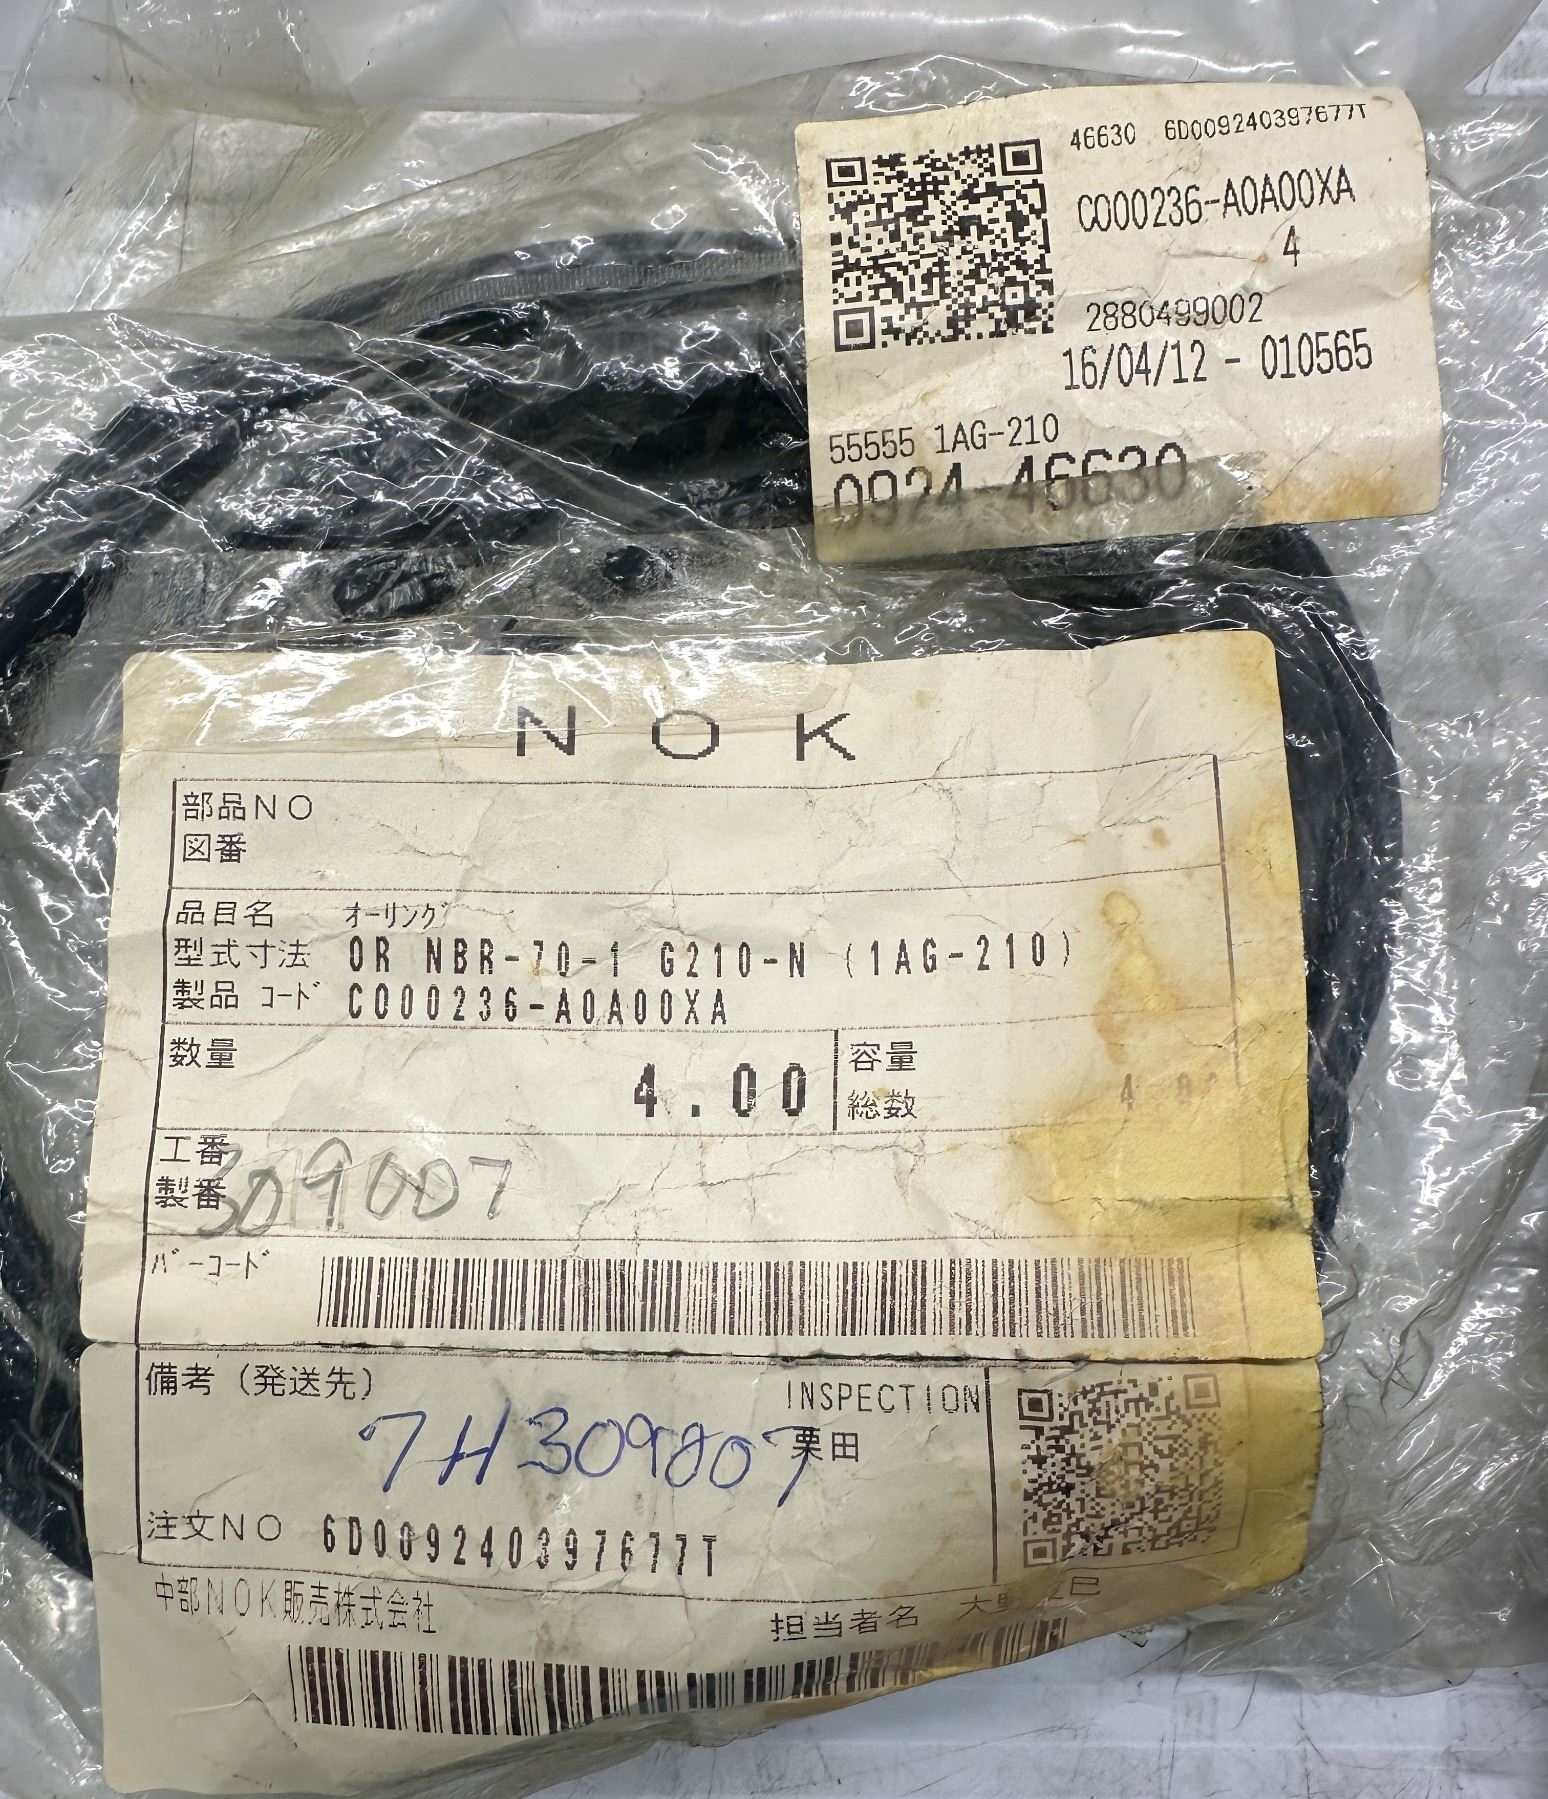 46630 6D009240397677T
C000236-A0A00XA
4
2880499002
16/04/12 - 010565
55555 1AG-210
0924-46630
NOK
部品NO
図番
品目名 オーリング
型式寸法 OR NBR-70-1 G210-N (1AG-210)
製品コード C000236-A0A00XA
数量 4.00
容量
総数 4.00
工番
製番
309007
バーコード
備考(発送先)
INSPECTION
栗田
7H309807
注文NO 6D009240397677T
中部NOK販売株式会社
担当者名